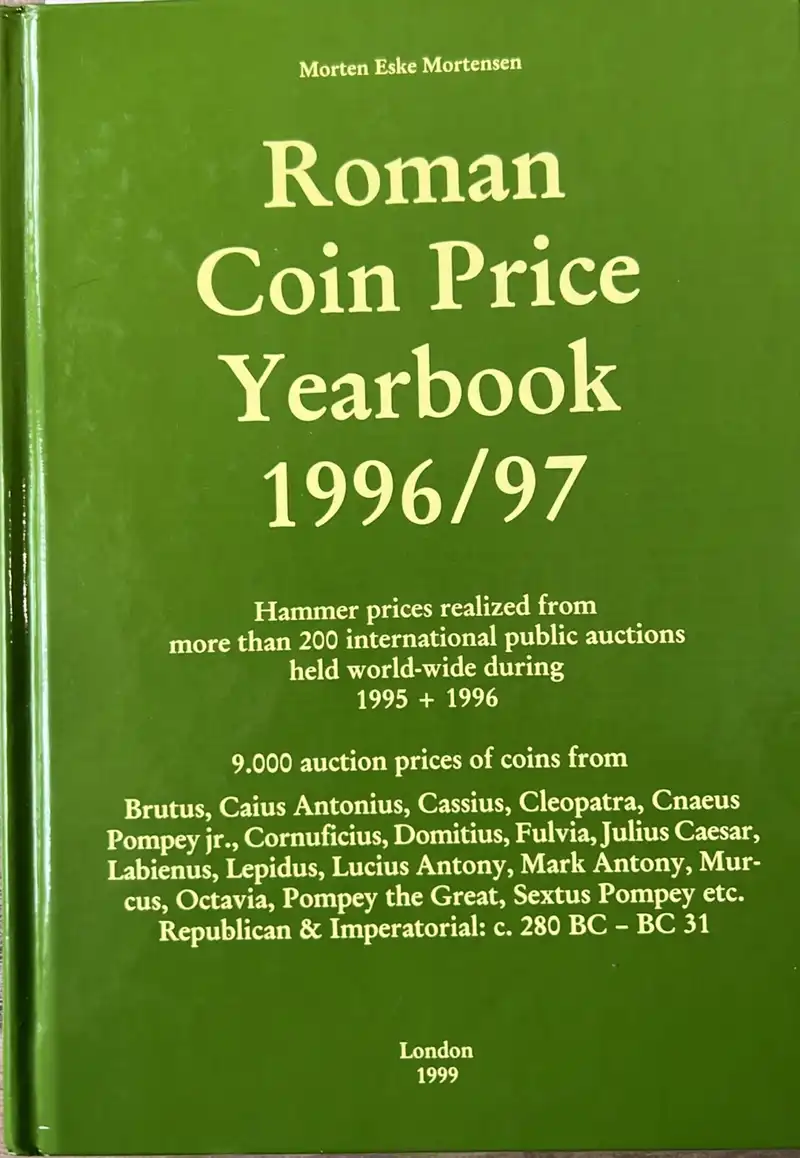 Morten Eske Mortensen
Roman
Coin Price
Yearbook
1996/97
Hammer prices realized from
more than 200 international public auctions
held world-wide during
1995 + 1996
9.000 auction prices of coins from
Brutus, Caius Antonius, Cassius, Cleopatra, Cnaeus
Pompey jr., Cornuficius, Domitius, Fulvia, Julius Caesar,
Labienus, Lepidus, Lucius Antony, Mark Antony, Mur-
cus, Octavia, Pompey the Great, Sextus Pompey etc.
Republican & Imperatorial: c. 280 BC – BC 31
London
1999